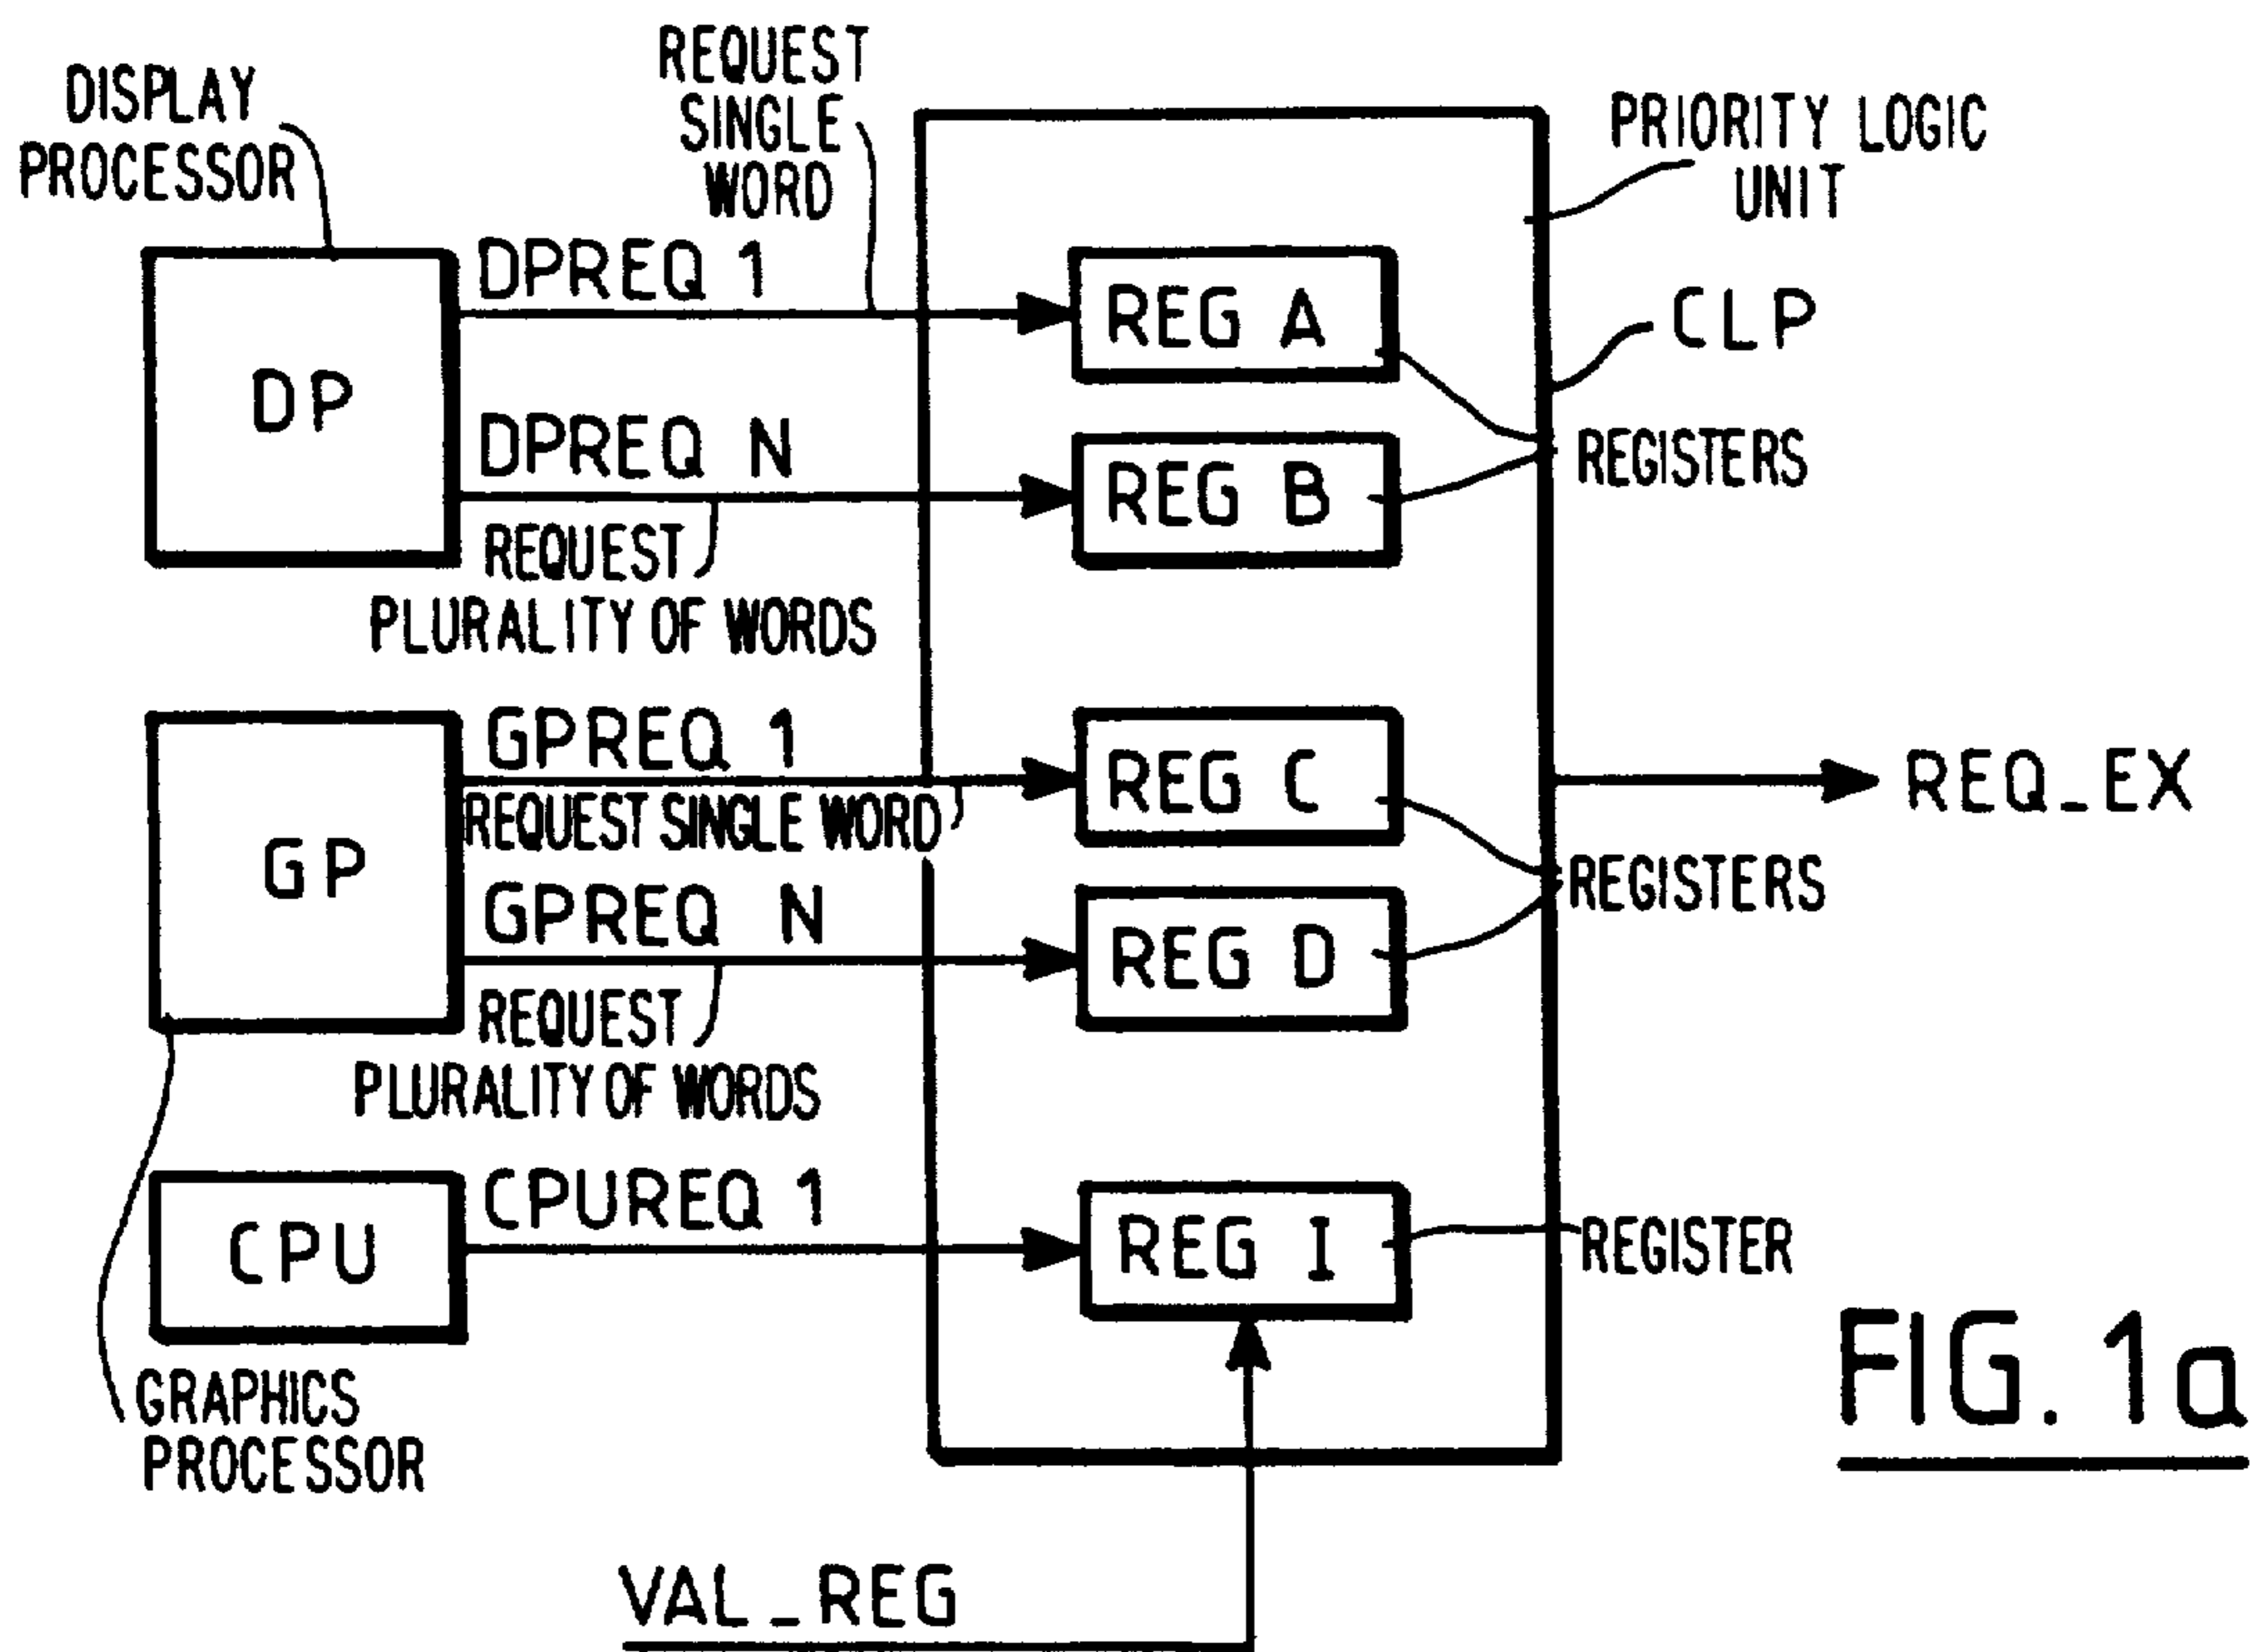 DISPLAY
PROCESSOR
REQUEST
SINGLE
WORD
PRIORITY LOGIC
UNIT
CLP
DP
DPREQ 1
REG A
DPREQ N
REG B
REGISTERS
REQUEST
PLURALITY OF WORDS
GP
GPREQ 1
REQUEST SINGLE WORD
REG C
REQ_EX
GPREQ N
REG D
REGISTERS
REQUEST
PLURALITY OF WORDS
CPU
CPUREQ 1
REG I
REGISTER
GRAPHICS
PROCESSOR
FIG. 1a
VAL_REG